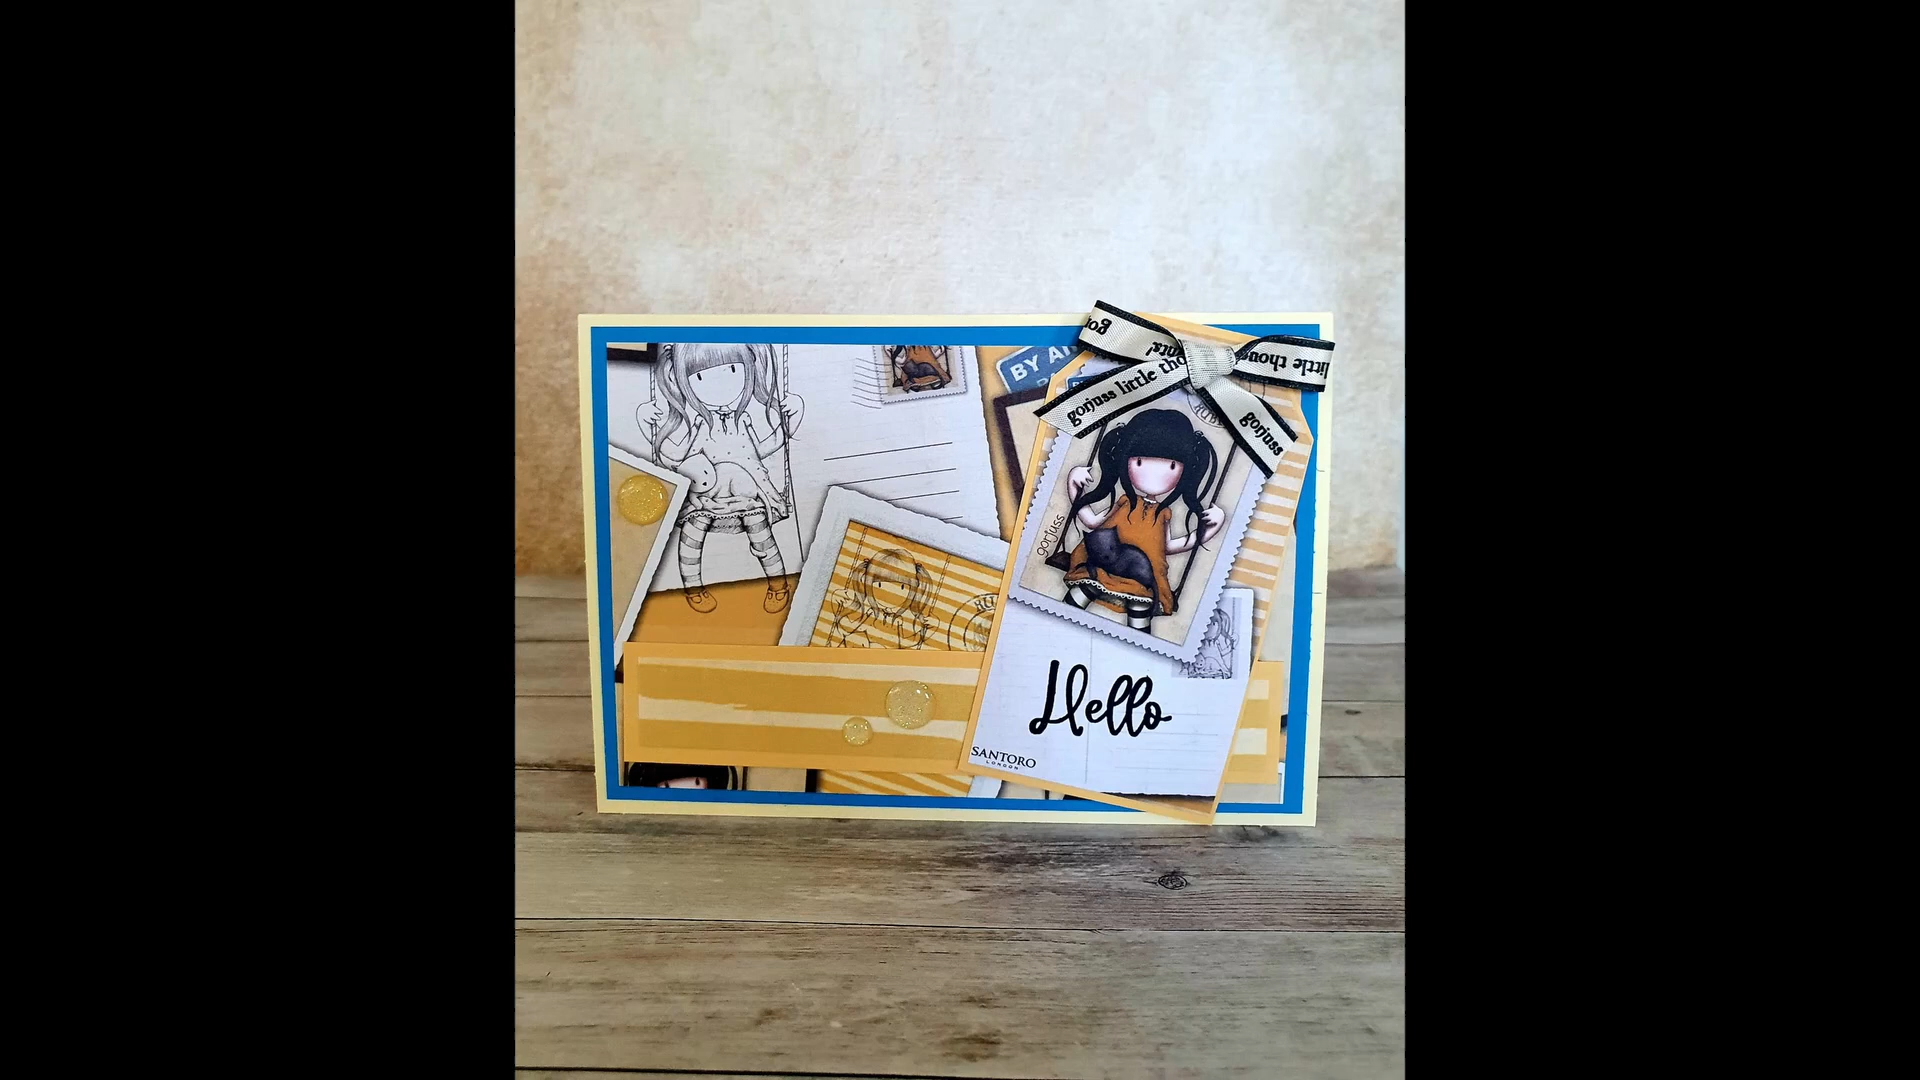 gorjuss little tho
little thou
gorjuss
BY AI
gorjuss
Hello
SANTORO
LONDON